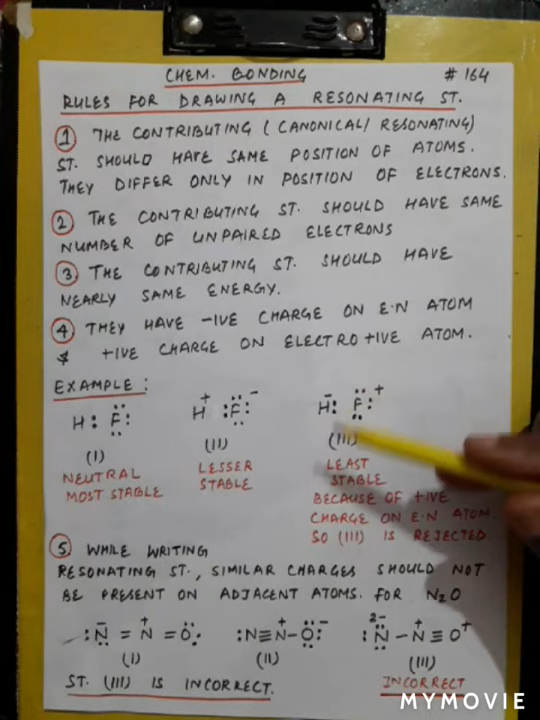 CHEM. BONDING # 164
RULES FOR DRAWING A RESONATING ST.
1 THE CONTRIBUTING (CANONICAL/RESONATING)
ST. SHOULD HAVE SAME POSITION OF ATOMS.
THEY DIFFER ONLY IN POSITION OF ELECTRONS.
2 THE CONTRIBUTING ST. SHOULD HAVE SAME
NUMBER OF UNPAIRED ELECTRONS
3 THE CONTRIBUTING ST. SHOULD HAVE
NEARLY SAME ENERGY.
4 THEY HAVE -IVE CHARGE ON E.N ATOM
& +IVE CHARGE ON ELECTRO +IVE ATOM.
EXAMPLE:
H : F̈: H⁺ :F̈:⁻ H̄: F̈:⁺
(I) (II) (III)
NEUTRAL LESSER LEAST
MOST STABLE STABLE STABLE
BECAUSE OF +IVE
CHARGE ON E.N ATOM.
SO (III) IS REJECTED
5 WHILE WRITING
RESONATING ST., SIMILAR CHARGES SHOULD NOT
BE PRESENT ON ADJACENT ATOMS. FOR N₂O
:N̈⁻ = N⁺ = Ö: :N≡N⁺-Ö:⁻ :N̈²⁻ - N⁺ ≡ O⁺
(I) (II) (III)
ST. (III) IS INCORRECT. INCORRECT
MYMOVIE